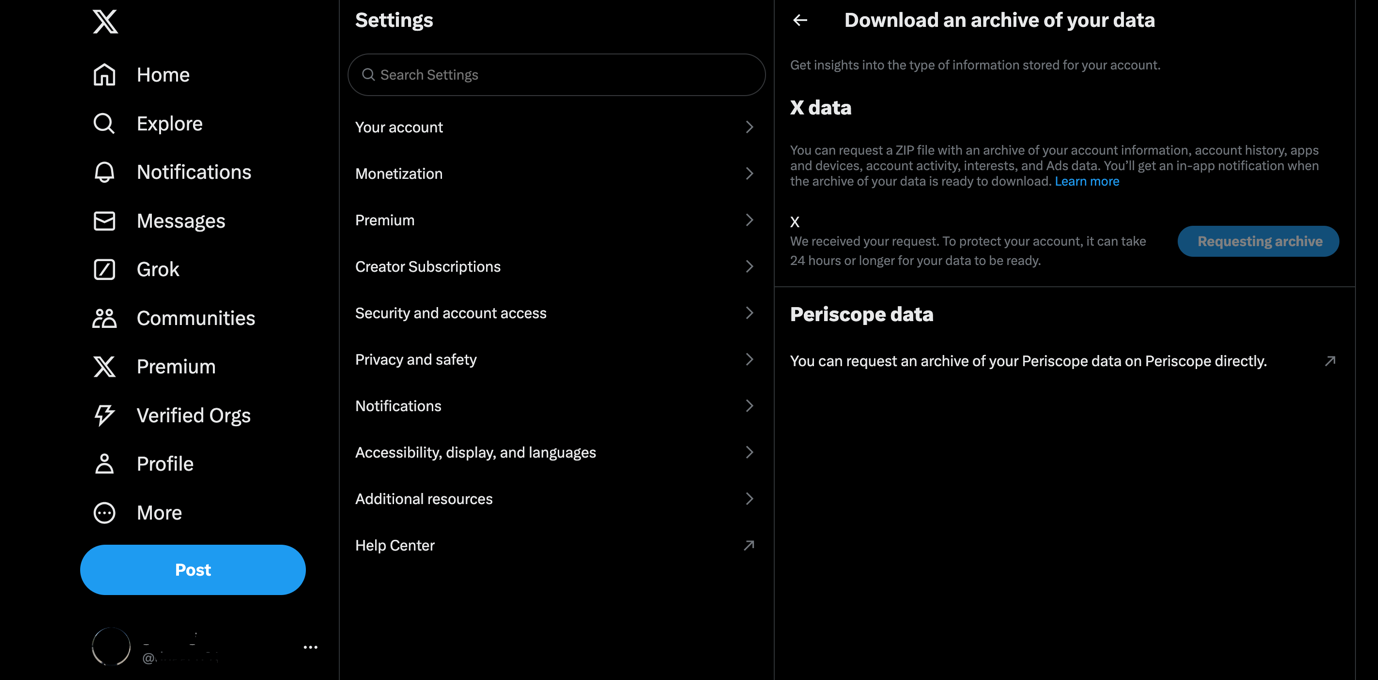 Home
Explore
Notifications
Messages
Grok
Communities
Premium
Verified Orgs
Profile
More
Post
@
Settings
Search Settings
Your account
Monetization
Premium
Creator Subscriptions
Security and account access
Privacy and safety
Notifications
Accessibility, display, and languages
Additional resources
Help Center
Download an archive of your data
Get insights into the type of information stored for your account.
X data
You can request a ZIP file with an archive of your account information, account history, apps
and devices, account activity, interests, and Ads data. You’ll get an in-app notification when
the archive of your data is ready to download. Learn more
X
We received your request. To protect your account, it can take
24 hours or longer for your data to be ready.
Requesting archive
Periscope data
You can request an archive of your Periscope data on Periscope directly.